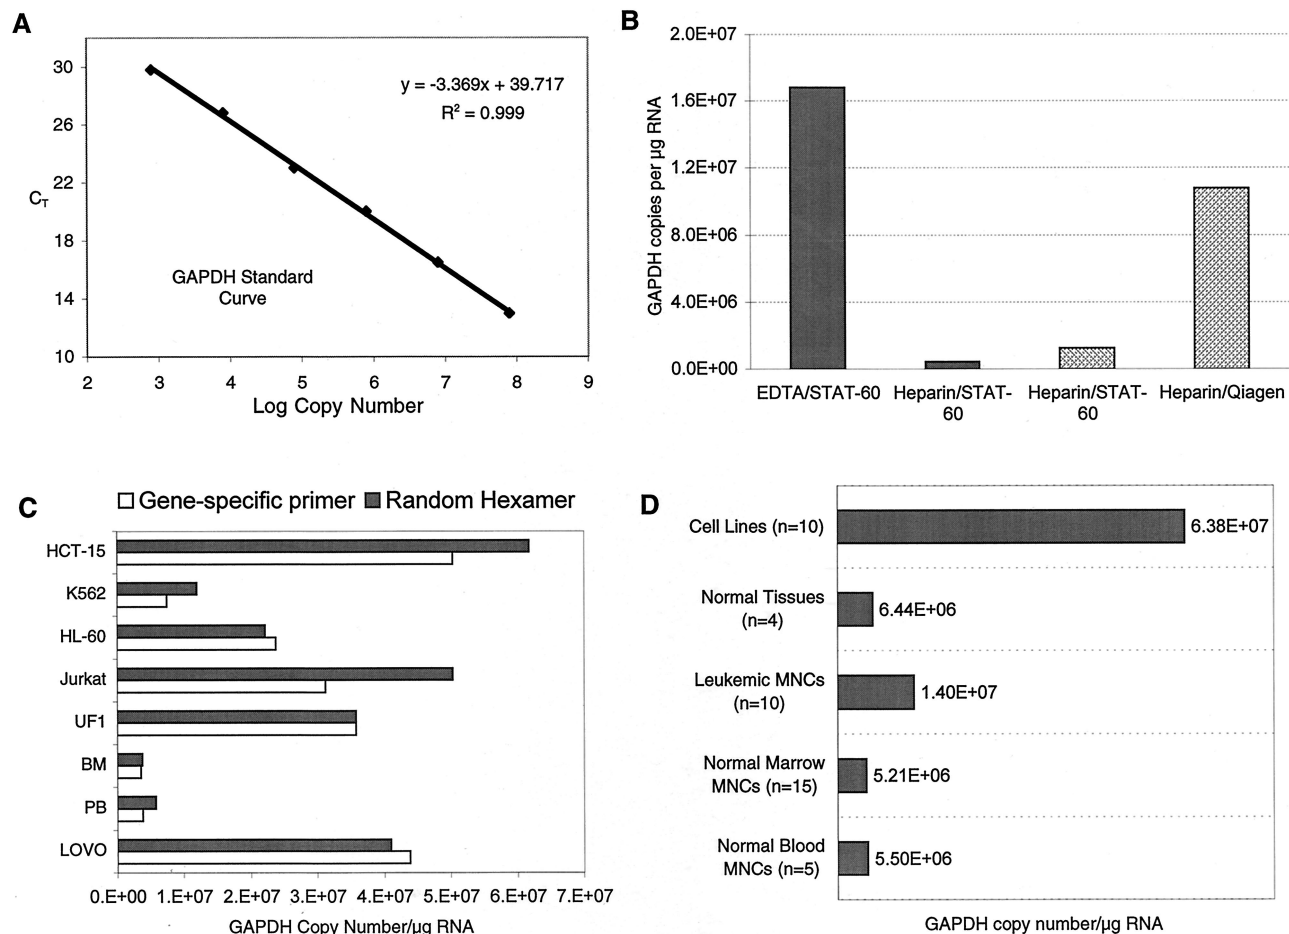 A
30
26
22
18
14
10
C_T
y = -3.369x + 39.717
R² = 0.999
GAPDH Standard
Curve
2 3 4 5 6 7 8 9
Log Copy Number
B
2.0E+07
1.6E+07
1.2E+07
8.0E+06
4.0E+06
0.0E+00
GAPDH copies per µg RNA
EDTA/STAT-60 Heparin/STAT- Heparin/STAT- Heparin/Qiagen
60 60
C
Gene-specific primer Random Hexamer
HCT-15
K562
HL-60
Jurkat
UF1
BM
PB
LOVO
0.E+00 1.E+07 2.E+07 3.E+07 4.E+07 5.E+07 6.E+07 7.E+07
GAPDH Copy Number/µg RNA
D
Cell Lines (n=10) 6.38E+07
Normal Tissues
(n=4)
6.44E+06
Leukemic MNCs
(n=10)
1.40E+07
Normal Marrow
MNCs (n=15)
5.21E+06
Normal Blood
MNCs (n=5)
5.50E+06
GAPDH copy number/µg RNA